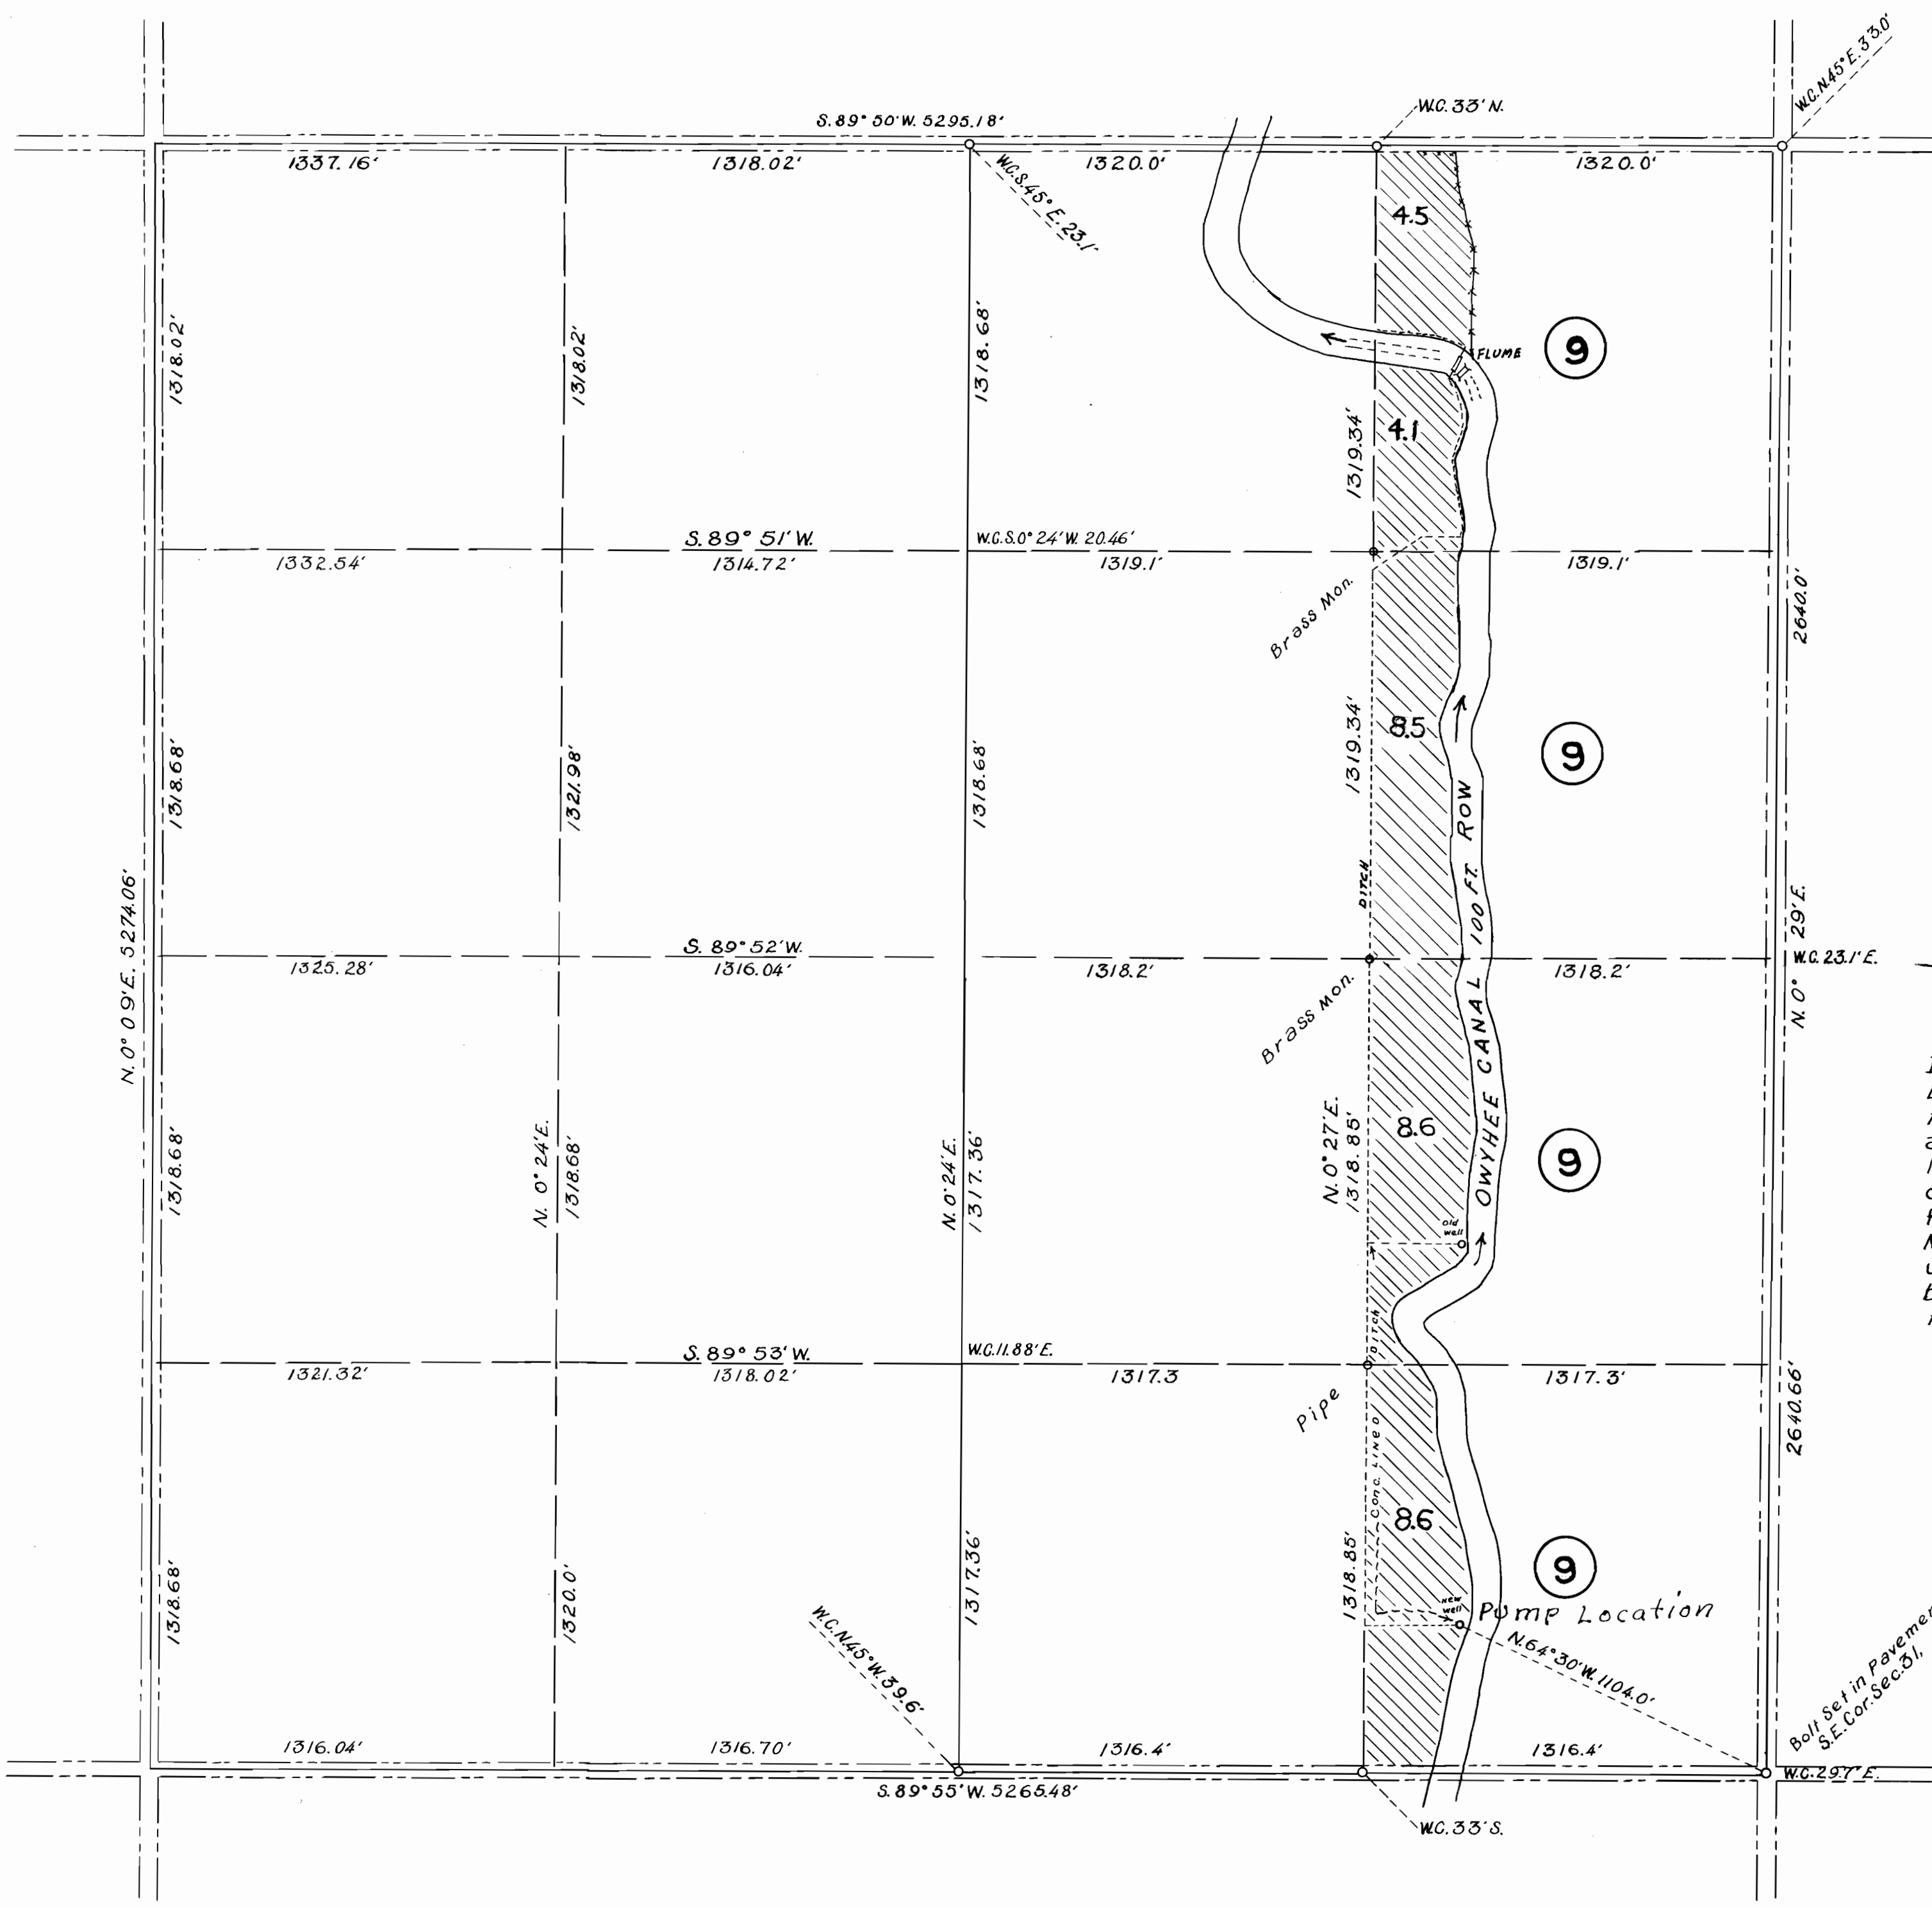 W.C.N.45°E.33.0'
W.C. 33' N.
S. 89° 50' W. 5295.18'
1337.16'
1318.02'
1320.0'
1320.0'
W.C.S.45° E. 23.1'
4.5
1318.02'
1318.02'
1318.68'
FLUME
9
1319.34'
4.1
S. 89° 51' W.
W.C.S.0° 24' W. 20.46'
1332.54'
1314.72'
1319.1'
1319.1'
Brass Mon.
2640.0'
1318.68'
1321.98'
1318.68'
1319.34'
8.5
9
DITCH
OWYHEE CANAL 100 FT. ROW
N. 0° 09' E. 5274.06'
N. 0° 29' E.
S. 89° 52' W.
1325.28'
1316.04'
1318.2'
1318.2'
W.C. 23.1' E.
Brass Mon.
1318.68'
N. 0° 24' E.
1318.68'
N. 0° 24' E.
1317.36'
N. 0° 27' E.
1318.85'
8.6
9
Old
Well
DITCH
S. 89° 53' W.
W.C. 11.88' E.
1321.32'
1318.02'
1317.3
1317.3'
Pipe
Conc. LINED
2640.66'
8.6
1318.68'
1320.0'
1317.36'
1318.85'
9
New
Well
Pump Location
N. 64° 30' W. 1104.0'
W.C.N.45° W. 39.6'
Bolt Set in Pavemen
S.E. Cor. Sec. 31,
1316.04'
1316.70'
1316.4'
1316.4'
W.C. 29.7' E.
S. 89° 55' W. 5265.48'
W.C. 33' S.